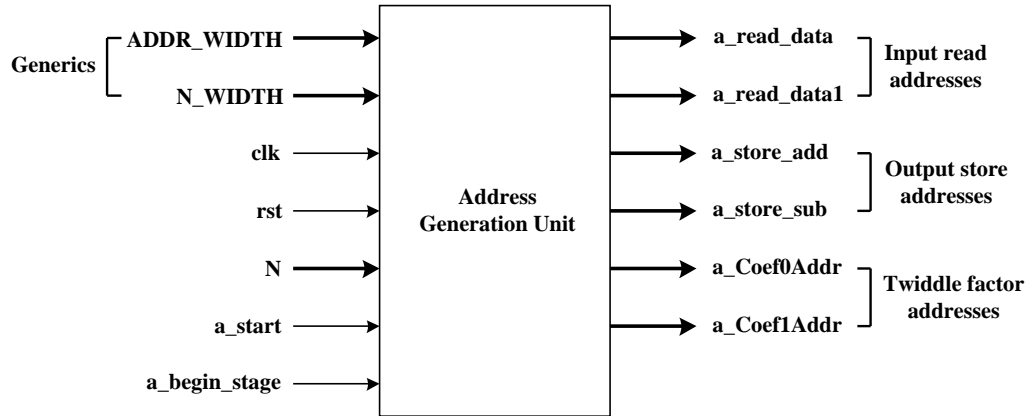 ADDR_WIDTH
Generics
N_WIDTH
clk
rst
N
a_start
a_begin_stage
Address
Generation Unit
a_read_data
a_read_data1
Input read
addresses
a_store_add
a_store_sub
Output store
addresses
a_Coef0Addr
a_Coef1Addr
Twiddle factor
addresses